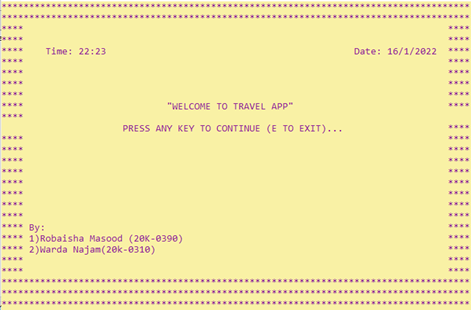 Time: 22:23 Date: 16/1/2022
"WELCOME TO TRAVEL APP"
PRESS ANY KEY TO CONTINUE (E TO EXIT)...
By:
1)Robaisha Masood (20K-0390)
2)Warda Najam(20k-0310)